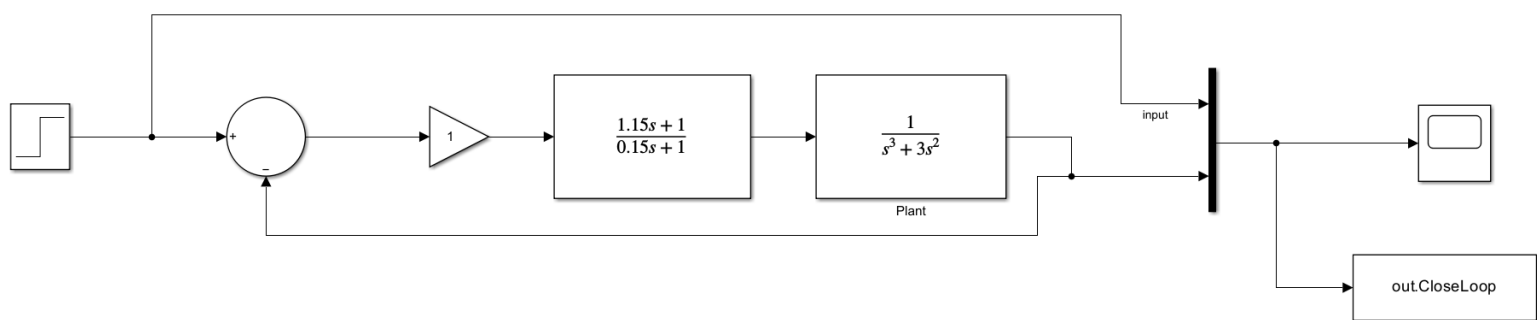 input
+
1
1.15s + 1
0.15s + 1
1
s³ + 3s²
−
Plant
out.CloseLoop